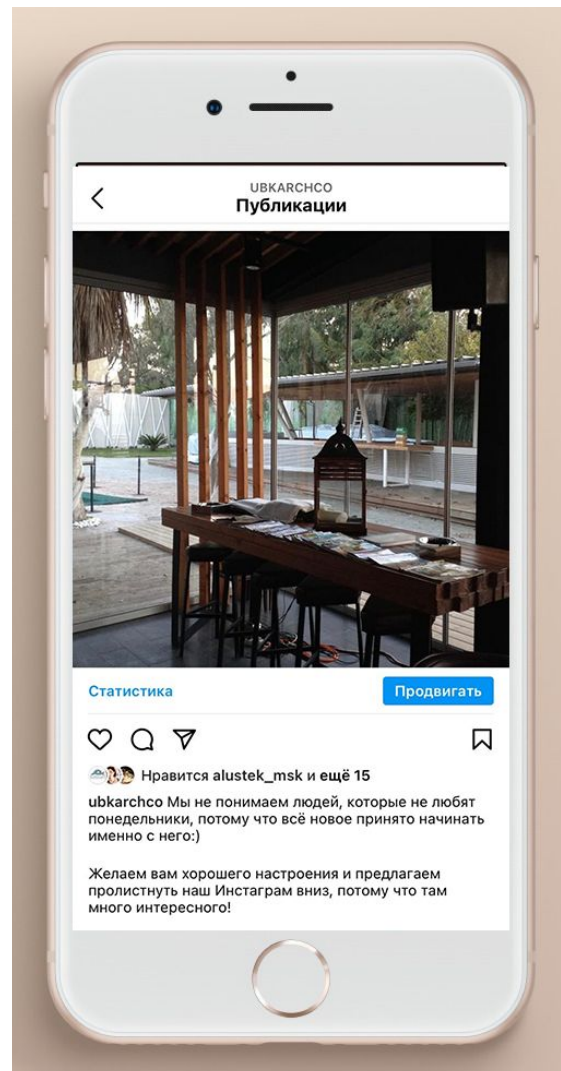 UBKARCHCO
Публикации
Статистика
Продвигать
Нравится alustek_msk и ещё 15
ubkarchco Мы не понимаем людей, которые не любят
понедельники, потому что всё новое принято начинать
именно с него:)
Желаем вам хорошего настроения и предлагаем
пролистнуть наш Инстаграм вниз, потому что там
много интересного!